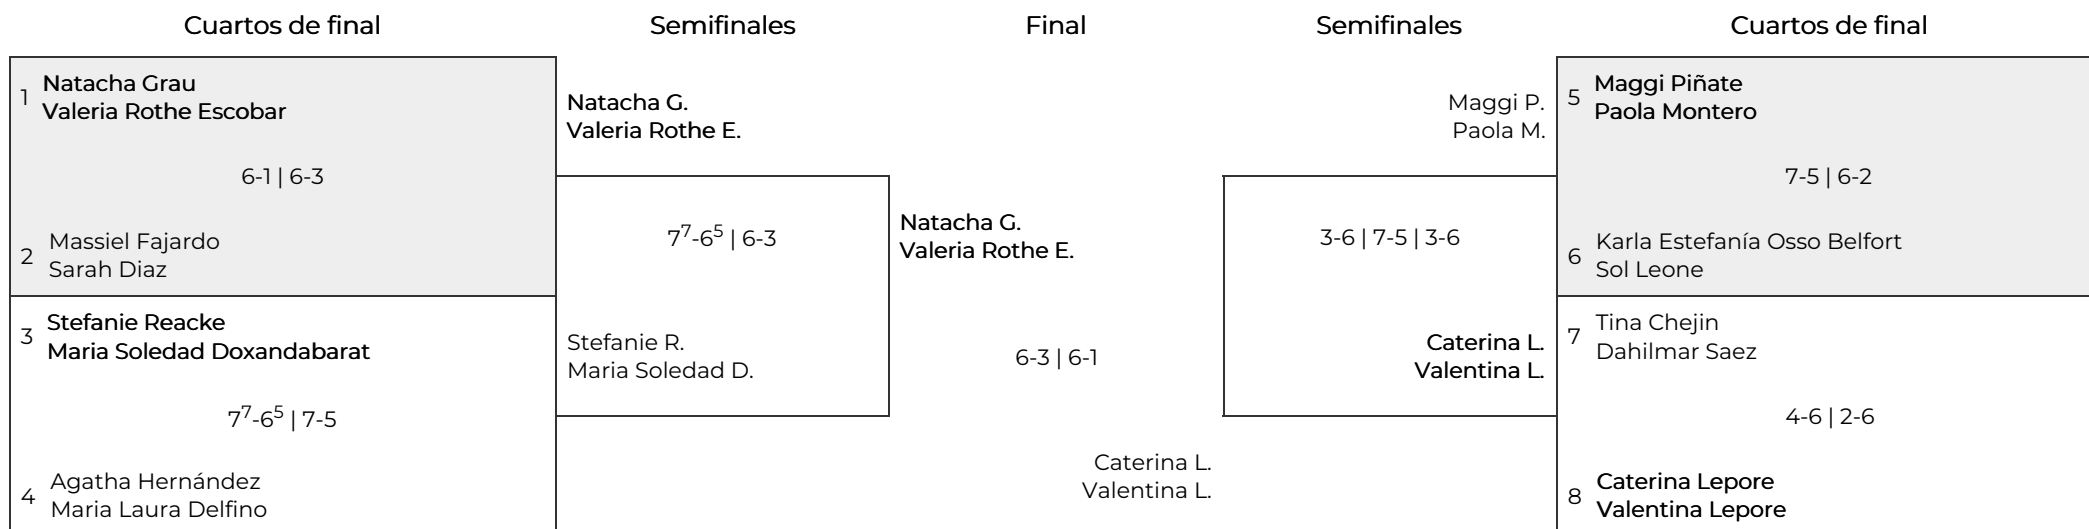 Cuartos de final
Semifinales
Final
Semifinales
Cuartos de final
1
Natacha Grau
Valeria Rothe Escobar
6-1 | 6-3
2
Massiel Fajardo
Sarah Diaz
3
Stefanie Reacke
Maria Soledad Doxandabarat
7⁷-6⁵ | 7-5
4
Agatha Hernández
Maria Laura Delfino
Natacha G.
Valeria Rothe E.
7⁷-6⁵ | 6-3
Stefanie R.
Maria Soledad D.
Natacha G.
Valeria Rothe E.
6-3 | 6-1
Caterina L.
Valentina L.
Maggi P.
Paola M.
3-6 | 7-5 | 3-6
Caterina L.
Valentina L.
5
Maggi Piñate
Paola Montero
7-5 | 6-2
6
Karla Estefanía Osso Belfort
Sol Leone
7
Tina Chejin
Dahilmar Saez
4-6 | 2-6
8
Caterina Lepore
Valentina Lepore